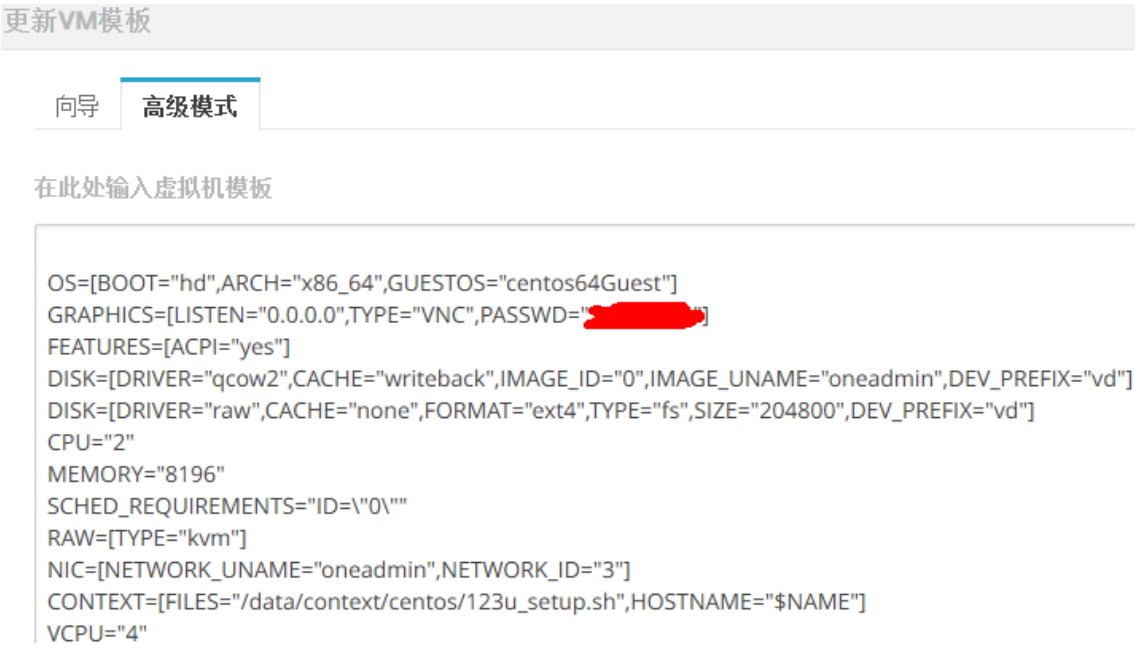 更新VM模板
向导
高级模式
在此处输入虚拟机模板
OS=[BOOT="hd",ARCH="x86_64",GUESTOS="centos64Guest"]
GRAPHICS=[LISTEN="0.0.0.0",TYPE="VNC",PASSWD=""]
FEATURES=[ACPI="yes"]
DISK=[DRIVER="qcow2",CACHE="writeback",IMAGE_ID="0",IMAGE_UNAME="oneadmin",DEV_PREFIX="vd"]
DISK=[DRIVER="raw",CACHE="none",FORMAT="ext4",TYPE="fs",SIZE="204800",DEV_PREFIX="vd"]
CPU="2"
MEMORY="8196"
SCHED_REQUIREMENTS="ID=\"0\""
RAW=[TYPE="kvm"]
NIC=[NETWORK_UNAME="oneadmin",NETWORK_ID="3"]
CONTEXT=[FILES="/data/context/centos/123u_setup.sh",HOSTNAME="$NAME"]
VCPU="4"